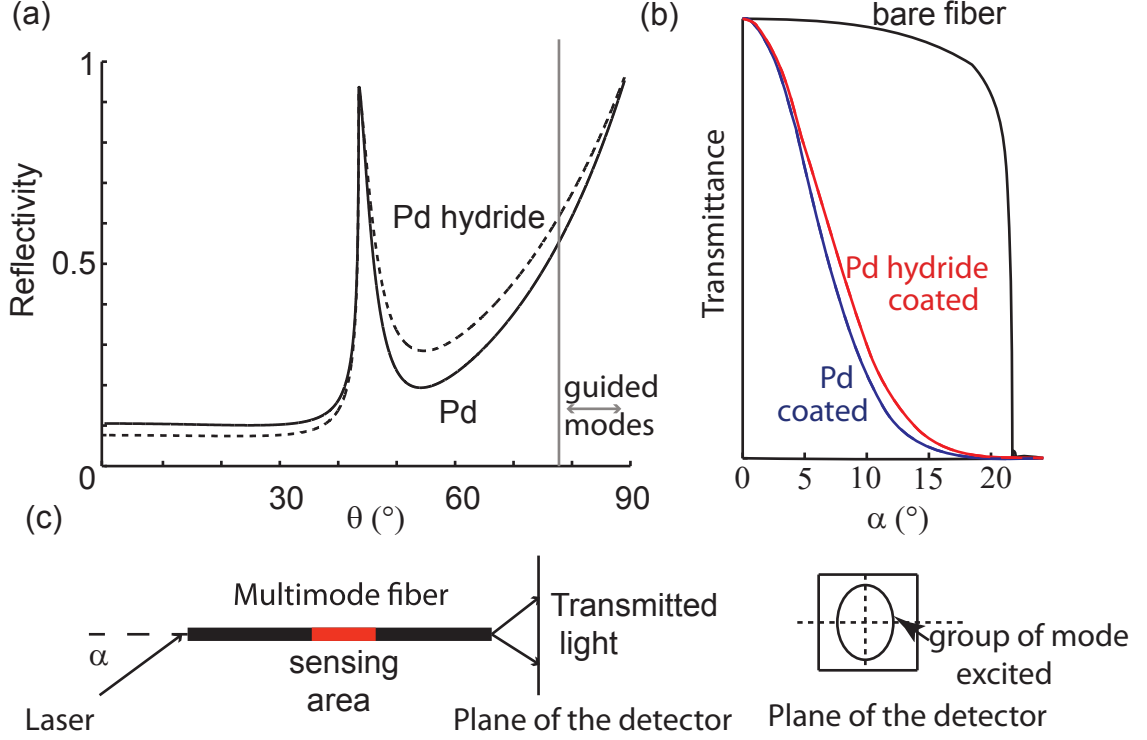 (a)
1
0.5
0
Reflectivity
Pd hydride
Pd
guided
modes
30
60
90
θ (°)
(b)
bare fiber
Transmittance
Pd hydride
coated
Pd
coated
0
5
10
15
20
α (°)
(c)
Multimode fiber
α
sensing
area
Laser
Transmitted
light
Plane of the detector
group of mode
excited
Plane of the detector